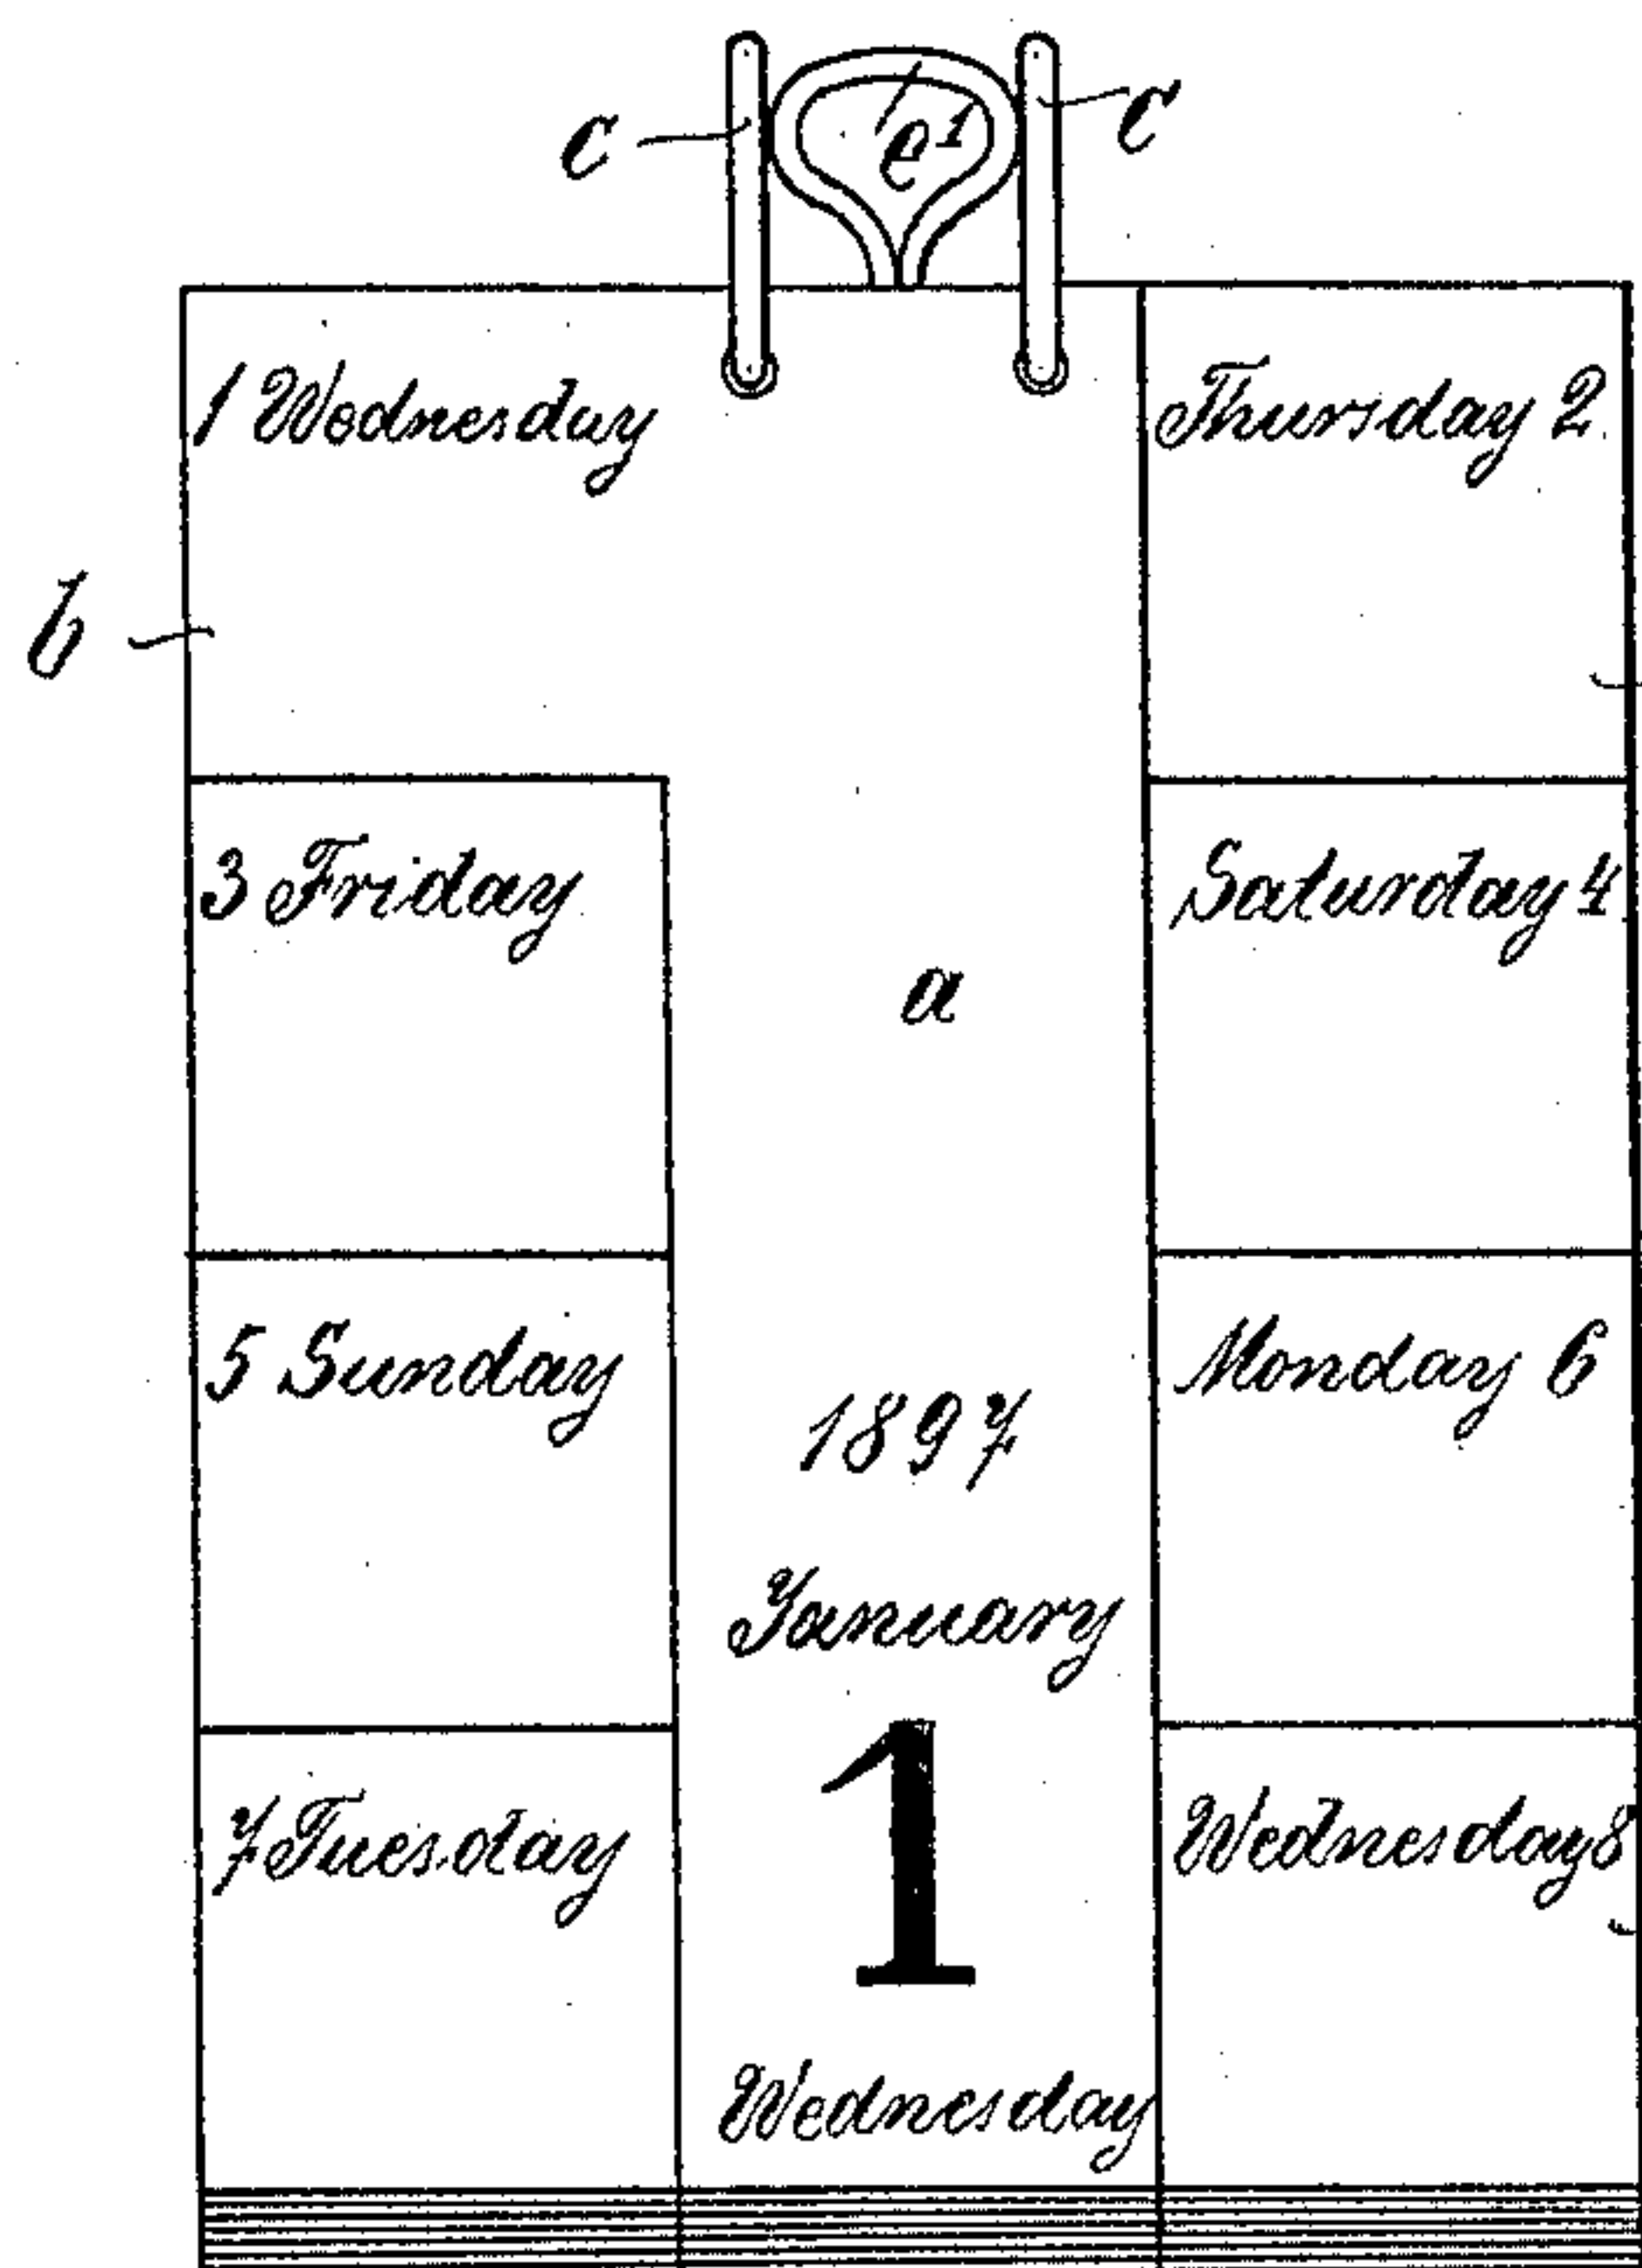 c e1 c
1 Wednesday
Thursday 2
b
3 Friday
Saturday 4
a
5 Sunday
Monday 6
1897
January
7 Tuesday
1
Wednesday 8
Wednesday